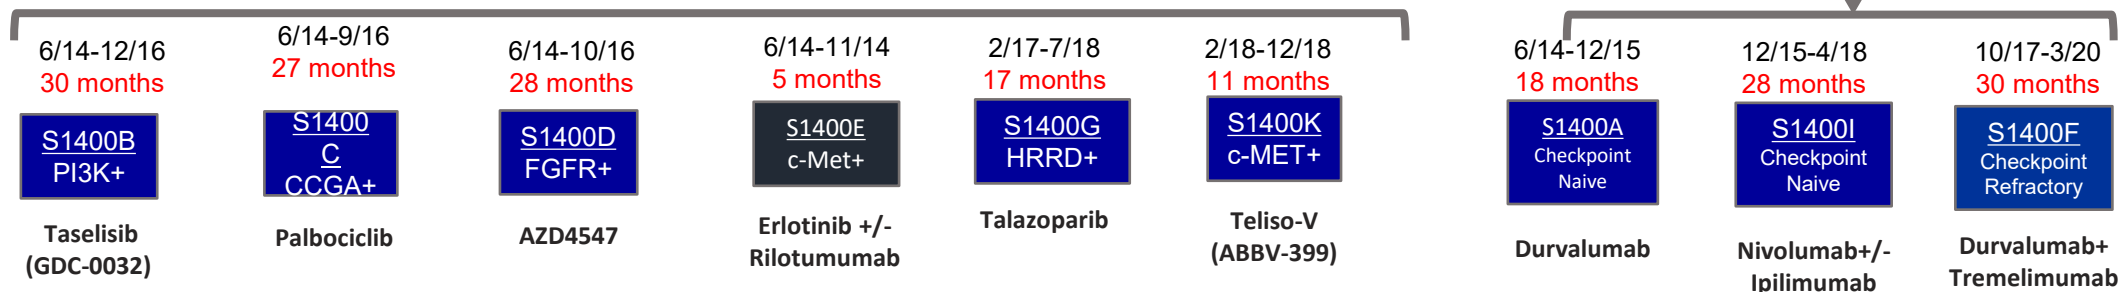 6/14-12/16
30 months
S1400B
PI3K+
Taselisib
(GDC-0032)
6/14-9/16
27 months
S1400
C
CCGA+
Palbociclib
6/14-10/16
28 months
S1400D
FGFR+
AZD4547
6/14-11/14
5 months
S1400E
c-Met+
Erlotinib +/-
Rilotumumab
2/17-7/18
17 months
S1400G
HRRD+
Talazoparib
2/18-12/18
11 months
S1400K
c-MET+
Teliso-V
(ABBV-399)
6/14-12/15
18 months
S1400A
Checkpoint
Naive
Durvalumab
12/15-4/18
28 months
S1400I
Checkpoint
Naive
Nivolumab+/-
Ipilimumab
10/17-3/20
30 months
S1400F
Checkpoint
Refractory
Durvalumab+
Tremelimumab